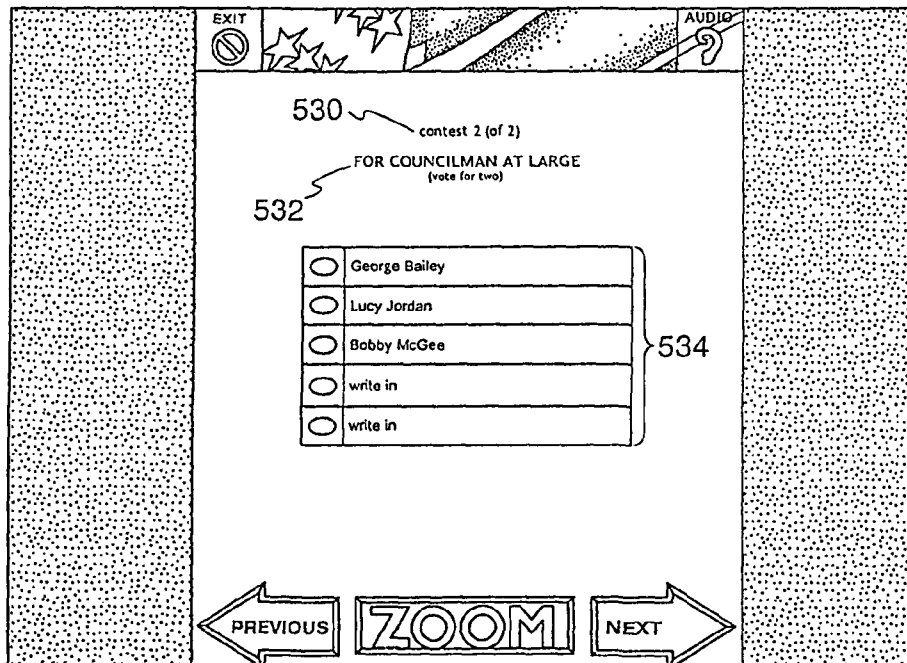 EXIT
AUDIO
530
contest 2 (of 2)
FOR COUNCILMAN AT LARGE
(vote for two)
532
George Bailey
Lucy Jordan
Bobby McGee
534
write in
write in
PREVIOUS
ZOOM
NEXT